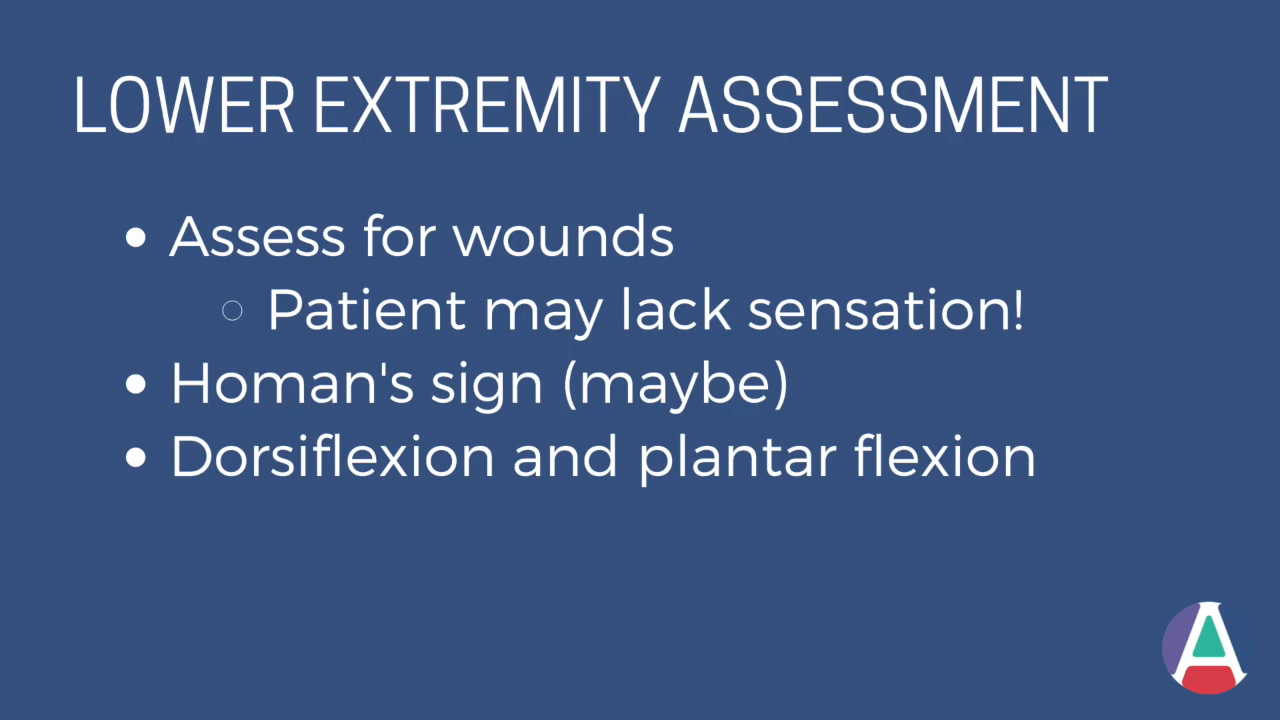 LOWER EXTREMITY ASSESSMENT
• Assess for wounds
○ Patient may lack sensation!
• Homan's sign (maybe)
• Dorsiflexion and plantar flexion
A